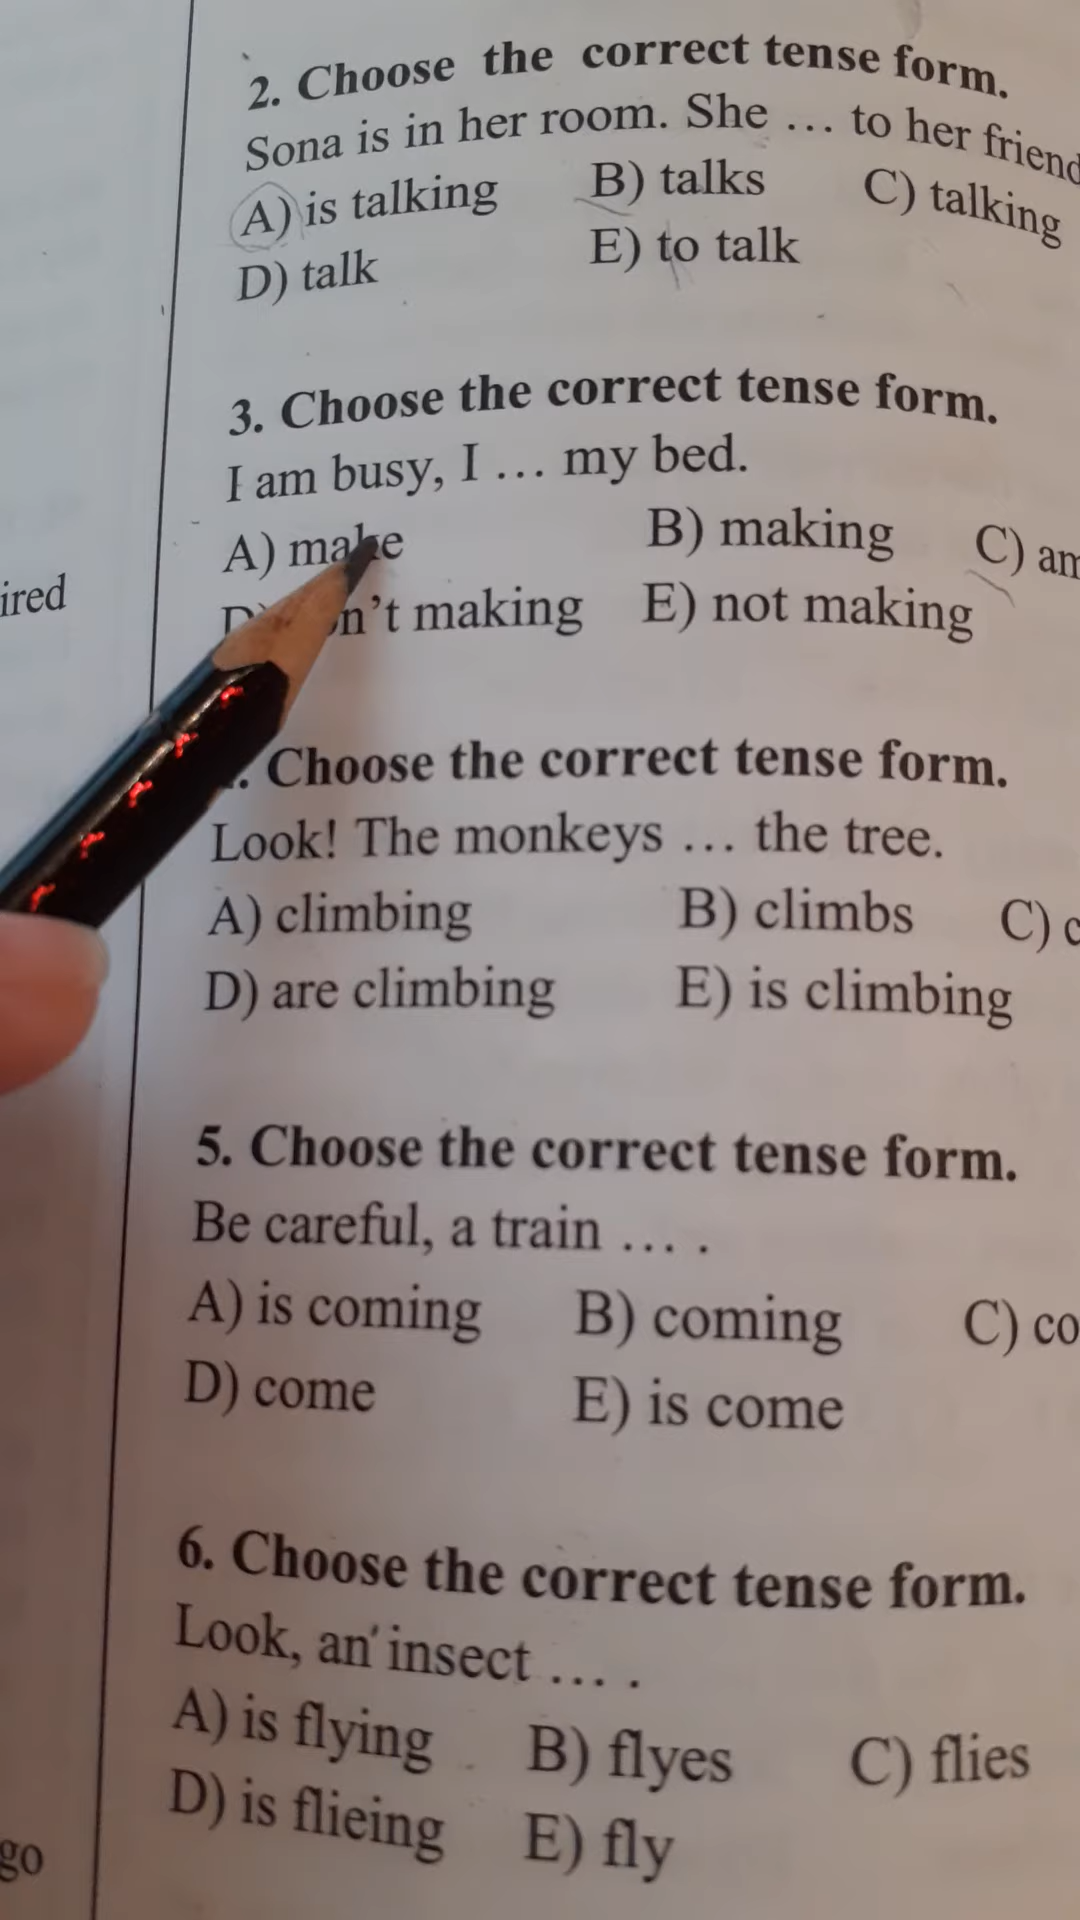 2. Choose the correct tense form.
Sona is in her room. She ... to her friend
A) is talking B) talks C) talking
D) talk E) to talk
3. Choose the correct tense form.
I am busy, I ... my bed.
A) make B) making C) am
n't making E) not making
ired
. Choose the correct tense form.
Look! The monkeys ... the tree.
A) climbing B) climbs C) c
D) are climbing E) is climbing
5. Choose the correct tense form.
Be careful, a train ... .
A) is coming B) coming C) co
D) come E) is come
6. Choose the correct tense form.
Look, an insect ... .
A) is flying B) flyes C) flies
D) is flieing E) fly
go